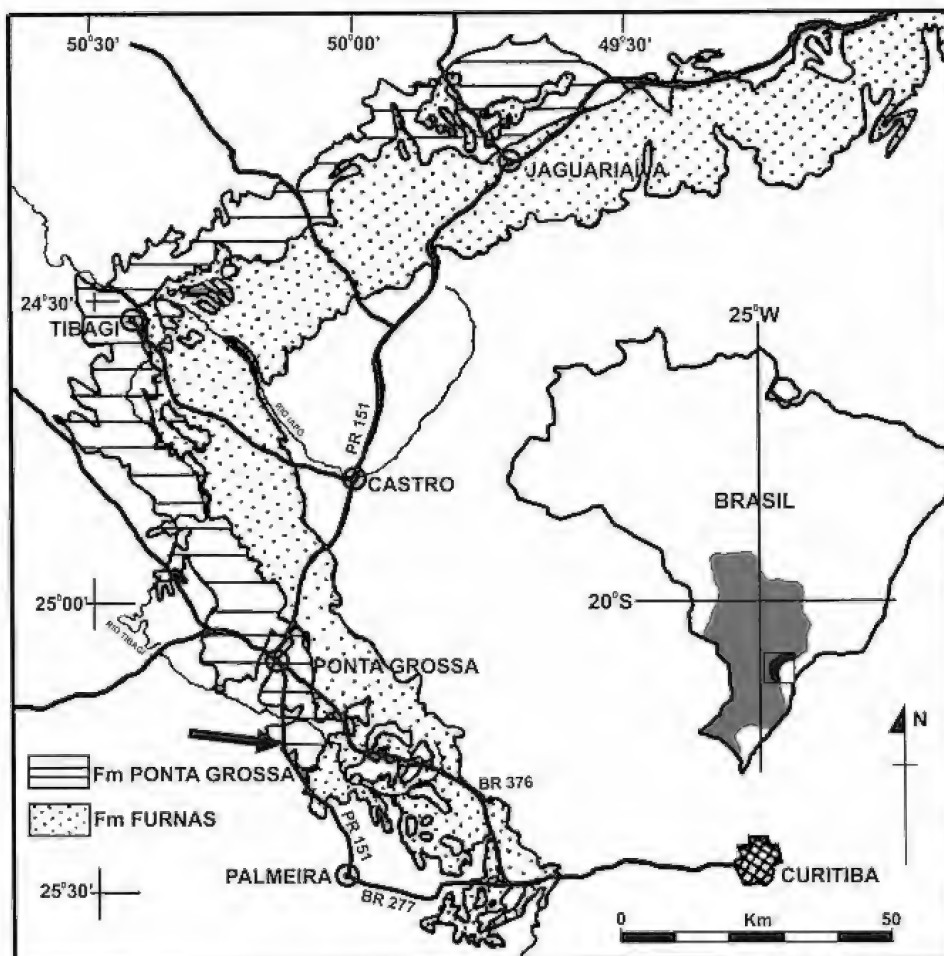 50°30'
50°00'
49°30'
JAGUARIAIVA
24°30'
TIBAGI
25°W
RIO IAPÓ
PR 151
CASTRO
BRASIL
20°S
25°00'
RIO TIBAGI
PONTA GROSSA
N
Fm PONTA GROSSA
BR 376
Fm FURNAS
PR 151
PALMEIRA
CURITIBA
25°30'
BR 277
0 Km 50